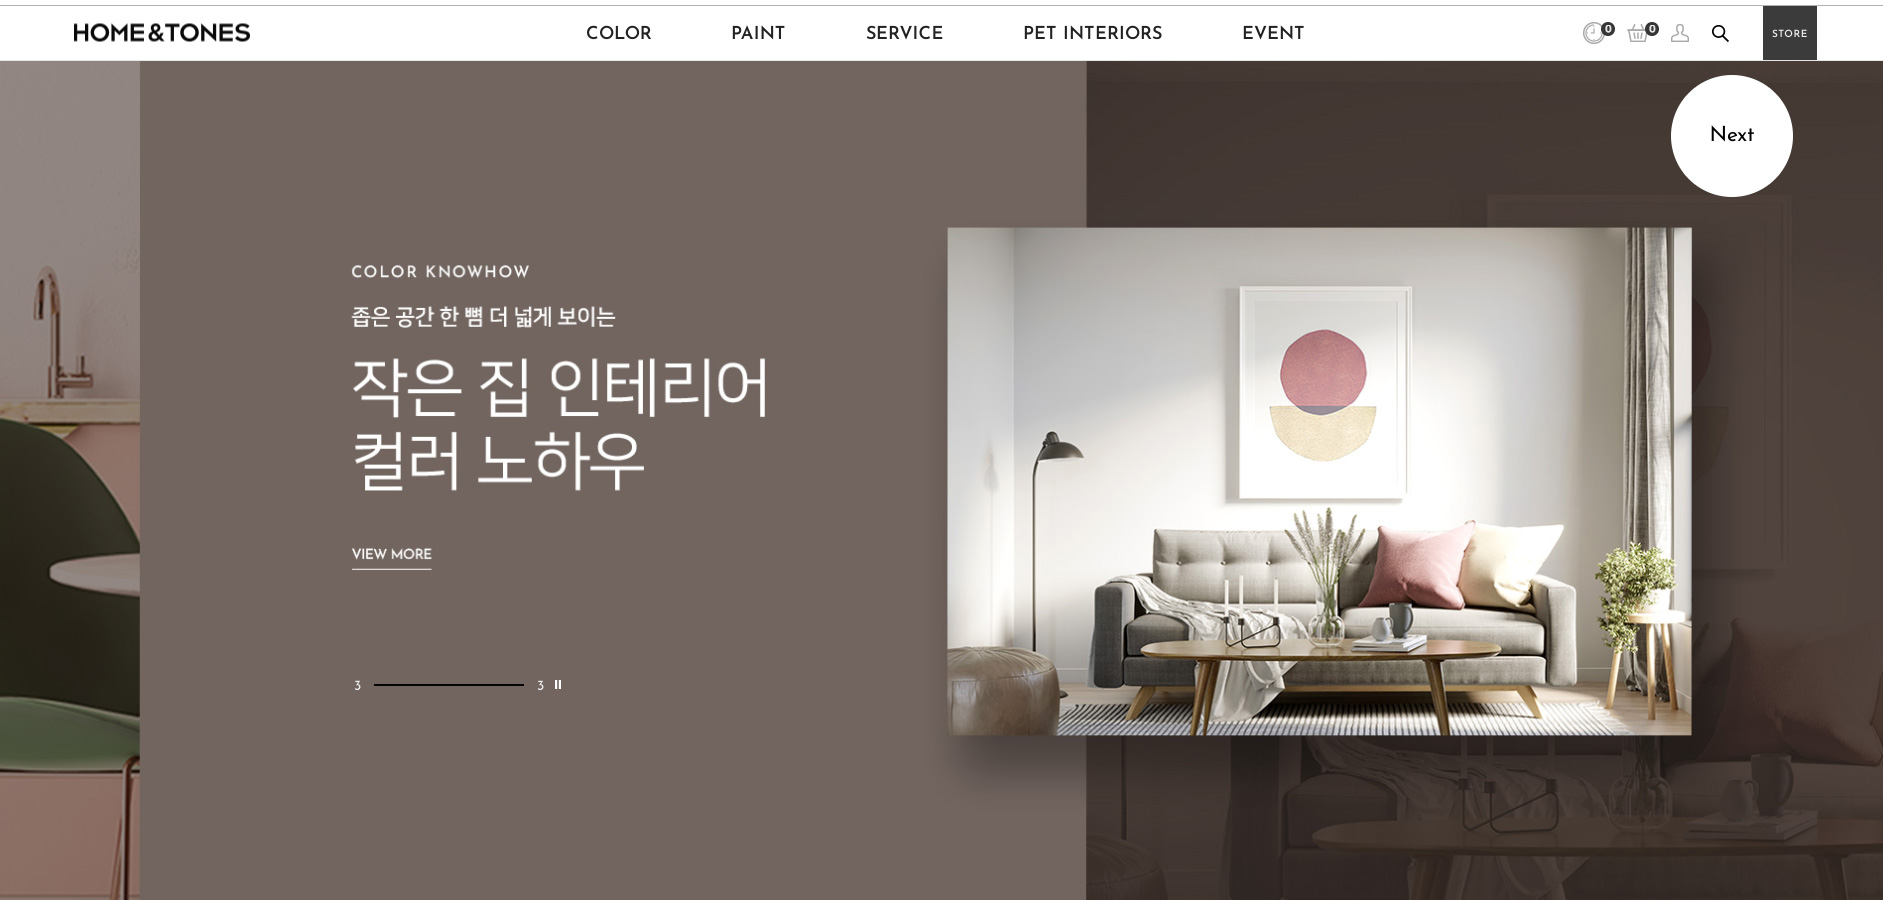 HOME&TONES
COLOR
PAINT
SERVICE
PET INTERIORS
EVENT
0
0
STORE
Next
COLOR KNOWHOW
좁은 공간 한 뼘 더 넓게 보이는
작은 집 인테리어
컬러 노하우
VIEW MORE
3
3